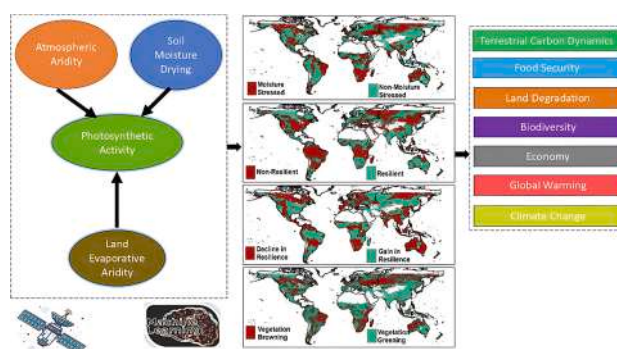 Atmospheric
Aridity
Soil
Moisture
Drying
Photosynthetic
Activity
Land
Evaporative
Aridity
Machine
Learning
Moisture
Stressed
Non-Moisture
Stressed
Non-Resilient
Resilient
Decline in
Resilience
Gain in
Resilience
Vegetation
Browning
Vegetation
Greening
Terrestrial Carbon Dynamics
Food Security
Land Degradation
Biodiversity
Economy
Global Warming
Climate Change